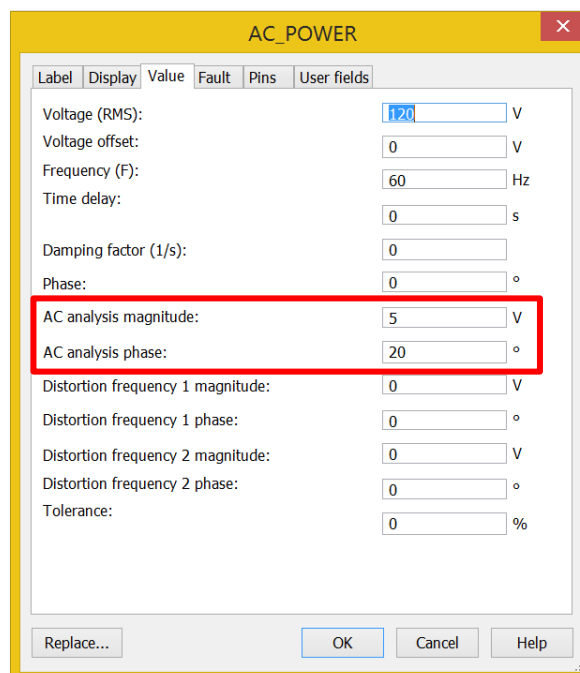 AC_POWER
Label Display Value Fault Pins User fields
Voltage (RMS): 120 V
Voltage offset: 0 V
Frequency (F): 60 Hz
Time delay: 0 s
Damping factor (1/s): 0
Phase: 0 °
AC analysis magnitude: 5 V
AC analysis phase: 20 °
Distortion frequency 1 magnitude: 0 V
Distortion frequency 1 phase: 0 °
Distortion frequency 2 magnitude: 0 V
Distortion frequency 2 phase: 0 °
Tolerance: 0 %
Replace... OK Cancel Help